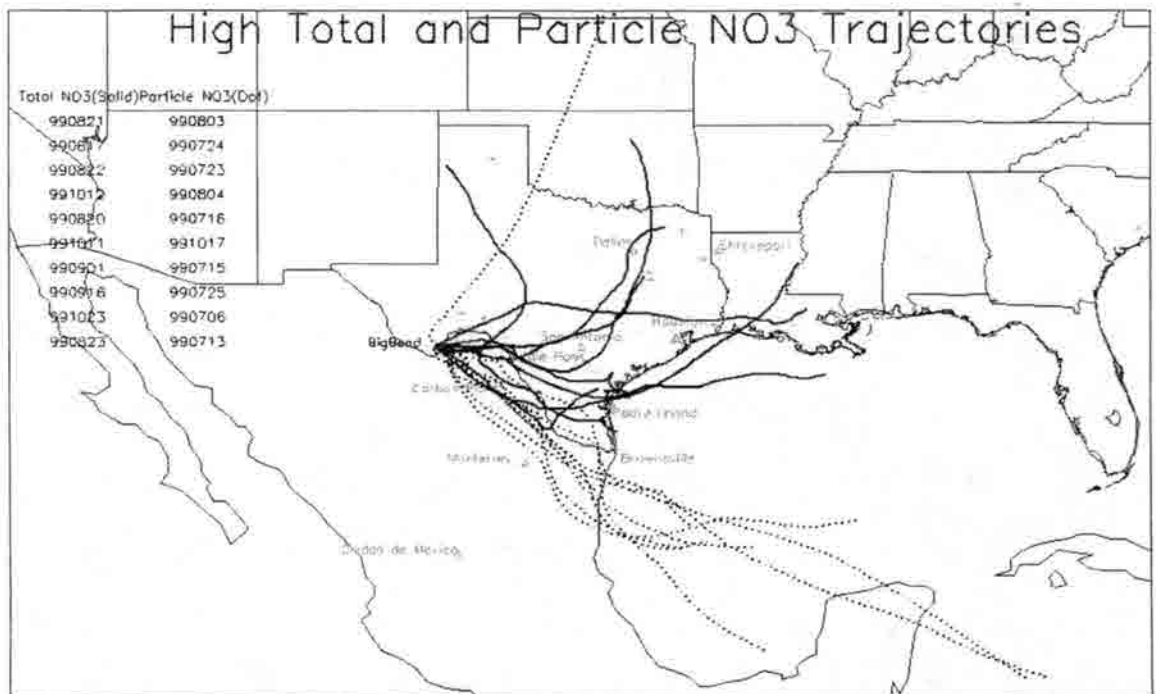 High Total and Particle NO3 Trajectories
Total NO3(Solid)Particle NO3(Dot)
990821 990803
990817 990724
990822 990723
991012 990804
990820 990716
991011 991017
990901 990715
990916 990725
991023 990706
990823 990713
Dallas
Shreveport
Houston
San Antonio
BigBend
Padre Island
Brownsville
Ciudad de Mexico